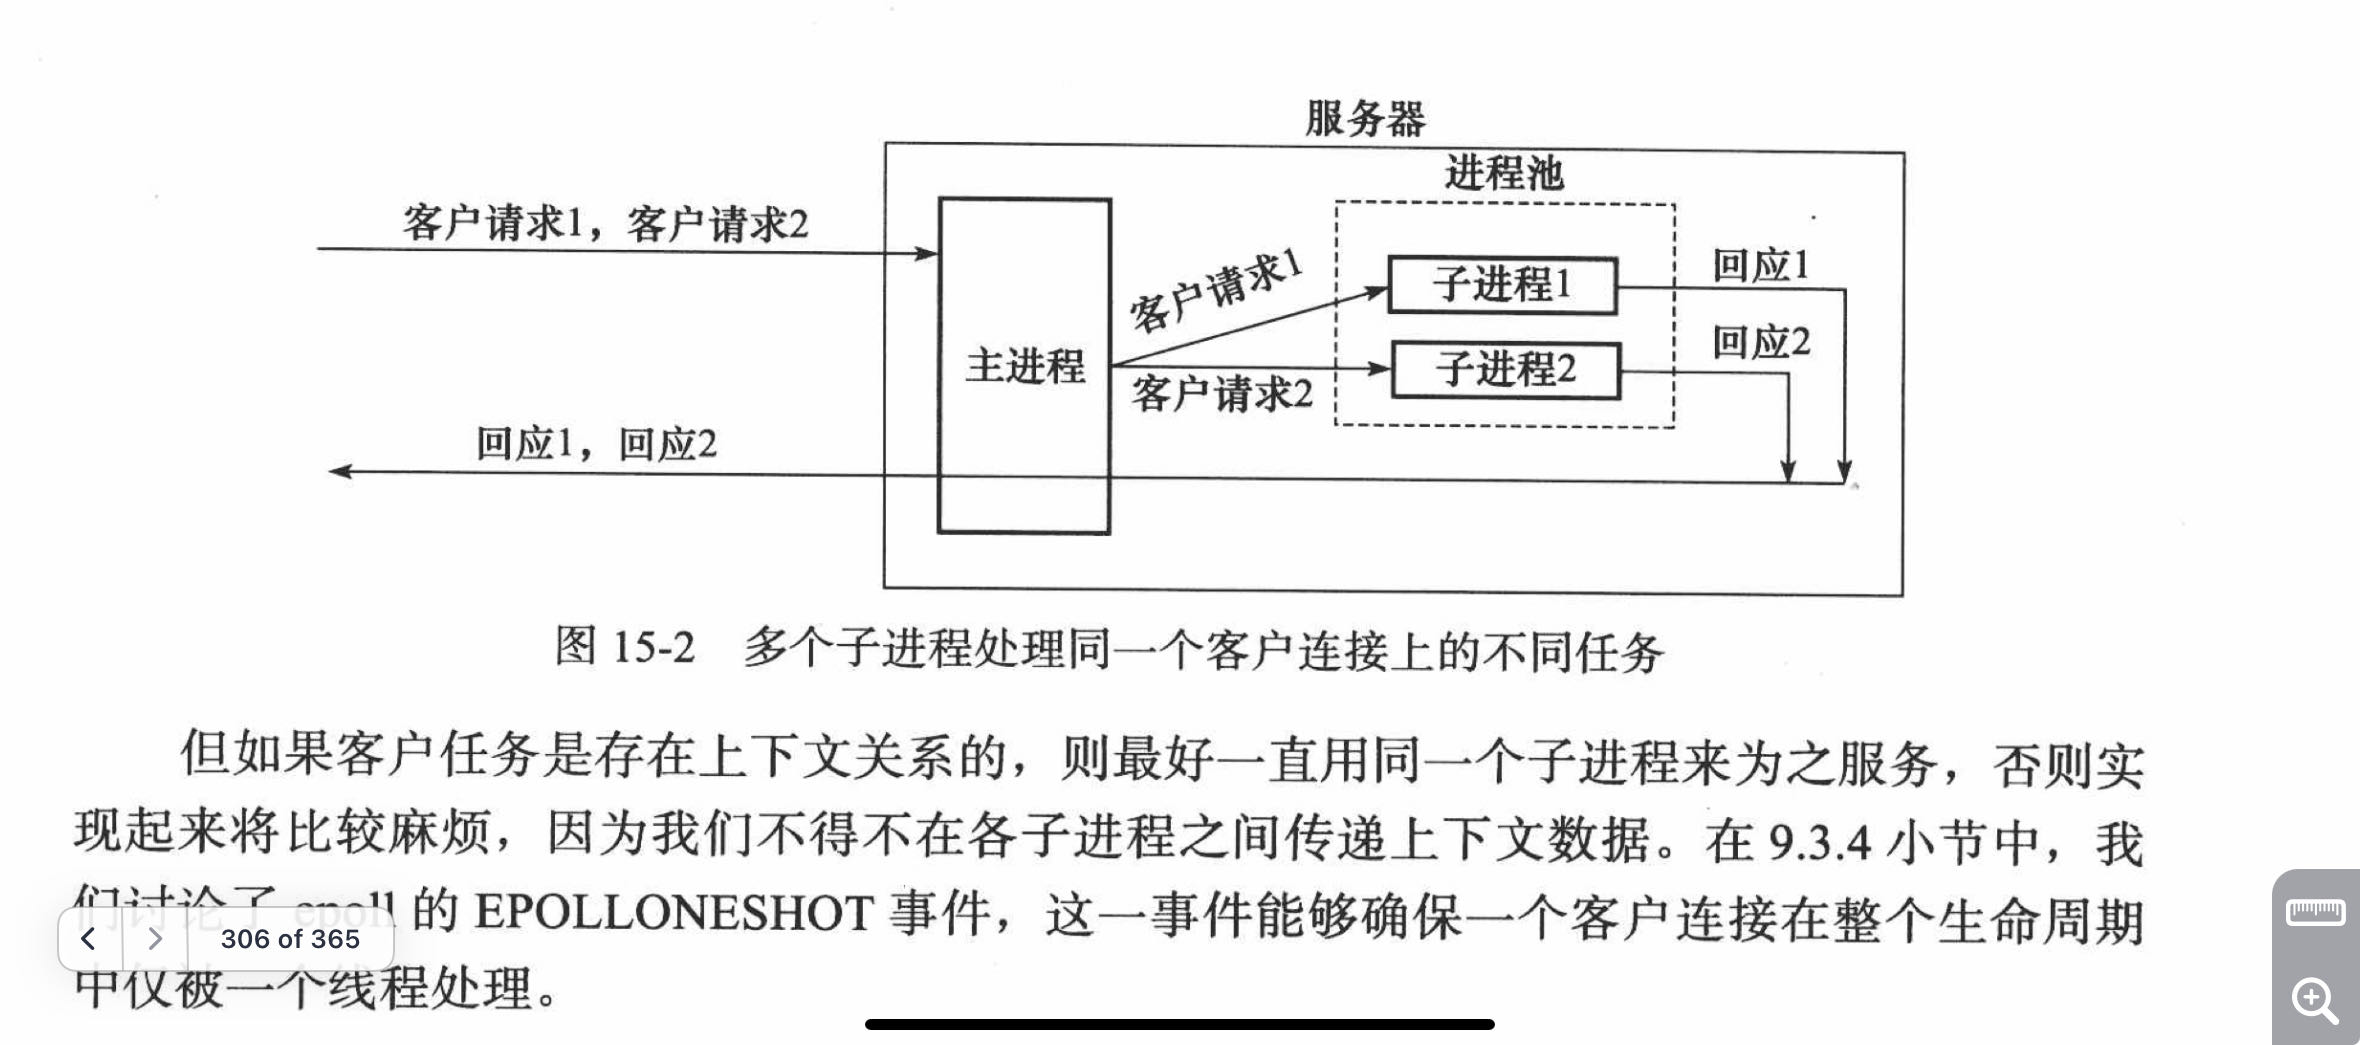 服务器
进程池
客户请求1，客户请求2
客户请求1
子进程1
回应1
主进程
客户请求2
子进程2
回应2
回应1，回应2
图 15-2 多个子进程处理同一个客户连接上的不同任务
但如果客户任务是存在上下文关系的，则最好一直用同一个子进程来为之服务，否则实
现起来将比较麻烦，因为我们不得不在各子进程之间传递上下文数据。在 9.3.4 小节中，我
们讨论了 epoll 的 EPOLLONESHOT 事件，这一事件能够确保一个客户连接在整个生命周期
306 of 365
中仅被一个线程处理。